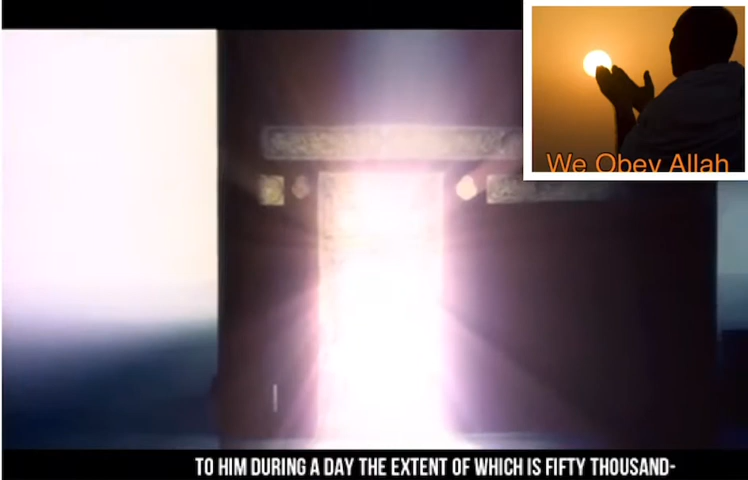 We Obey Allah
TO HIM DURING A DAY THE EXTENT OF WHICH IS FIFTY THOUSAND-